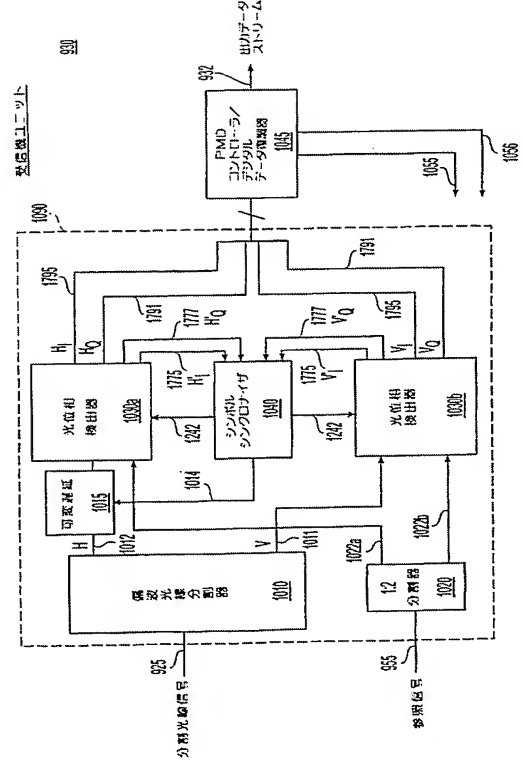 受信機ユニット
930
1090
分割光線信号
925
偏波光線分割器
1010
H
1012
V
1011
可変遅延
1015
1014
光位相
検出器
1030a
H_I
1795
H_Q
1791
1775
H'_I
1777
H'_Q
1242
シンボル
シンクロナイザ
1040
1242
1775
V'_I
1777
V'_Q
光位相
検出器
1030b
V_I
1795
V_Q
1791
参照信号
955
1:2
分割器
1020
1022a
1022b
PMD
コントローラ/
デジタル
データ復調器
1045
932
出力データ
ストリーム
1055
1056